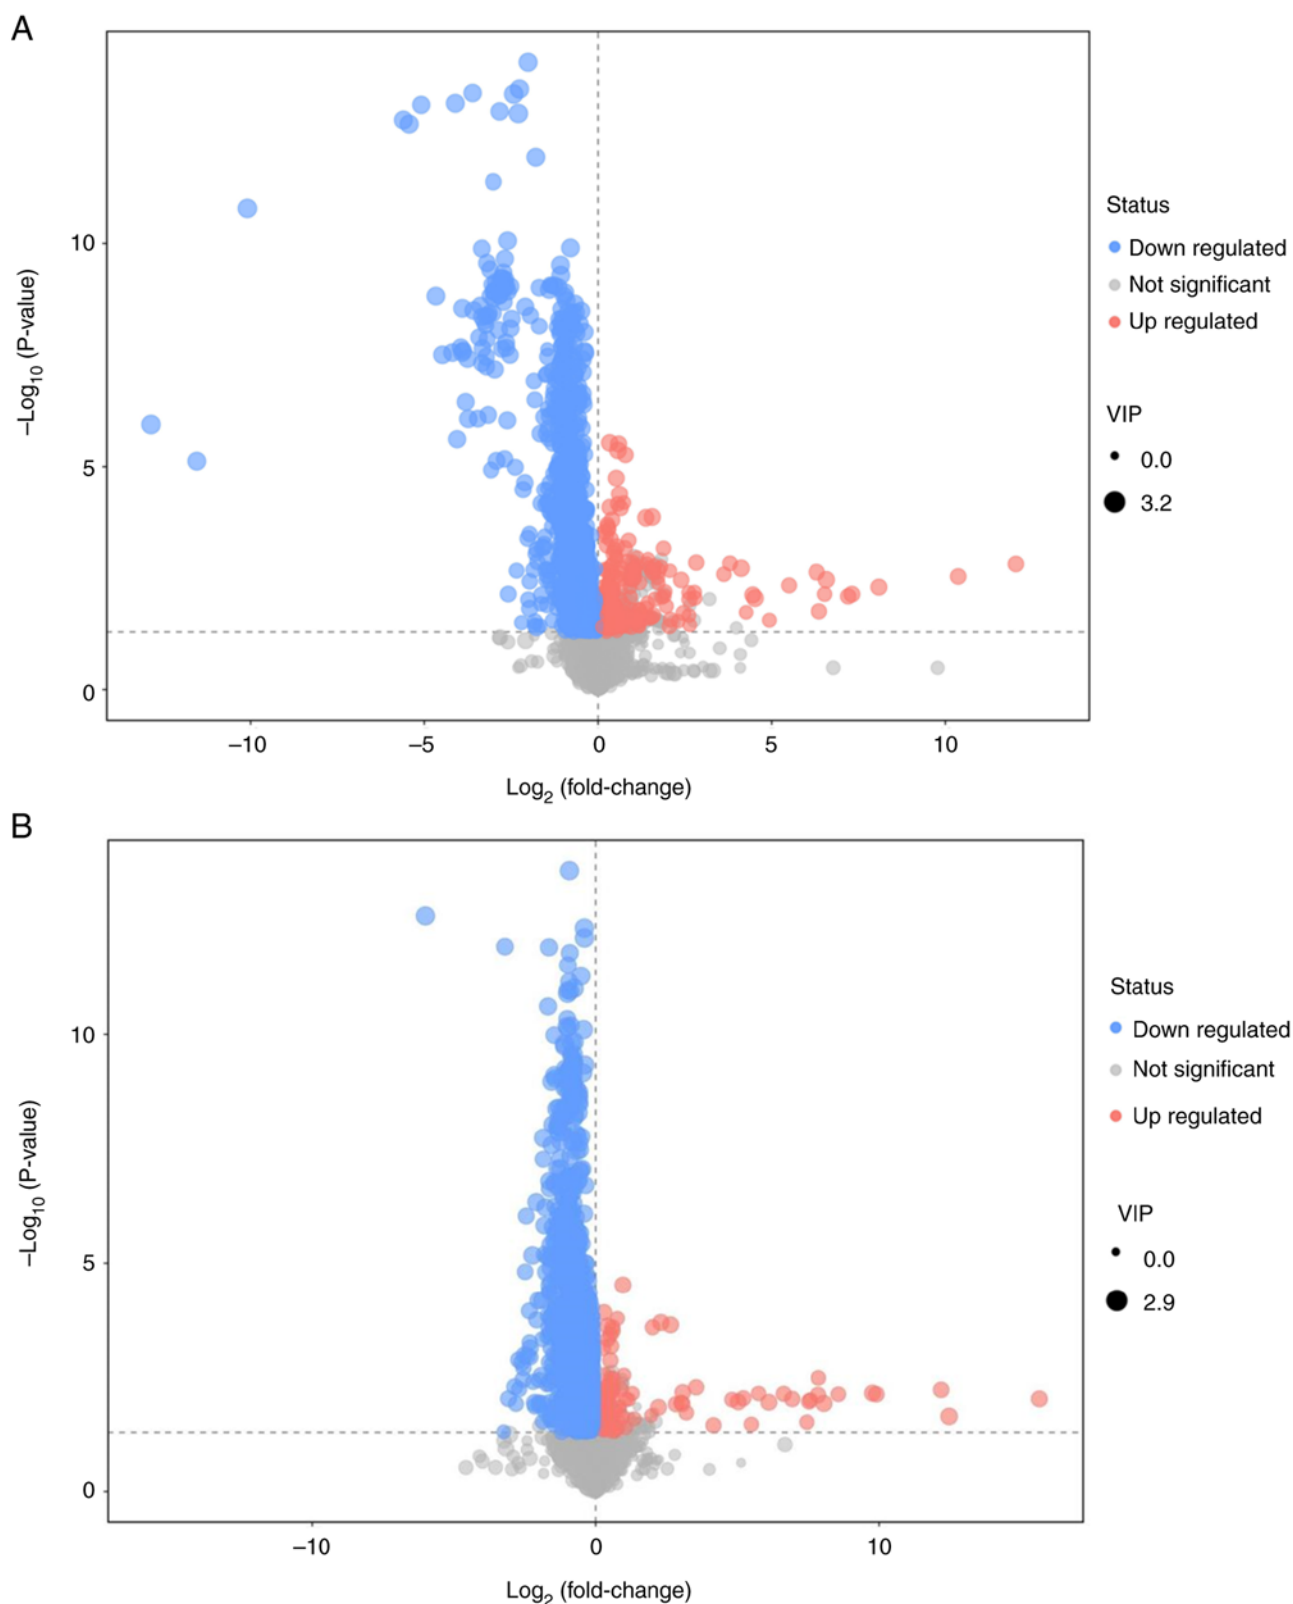 A
10
5
0
–Log10 (P-value)
–10
–5
0
5
10
Log2 (fold-change)
Status
Down regulated
Not significant
Up regulated
VIP
0.0
3.2
B
10
5
0
–Log10 (P-value)
–10
0
10
Log2 (fold-change)
Status
Down regulated
Not significant
Up regulated
VIP
0.0
2.9